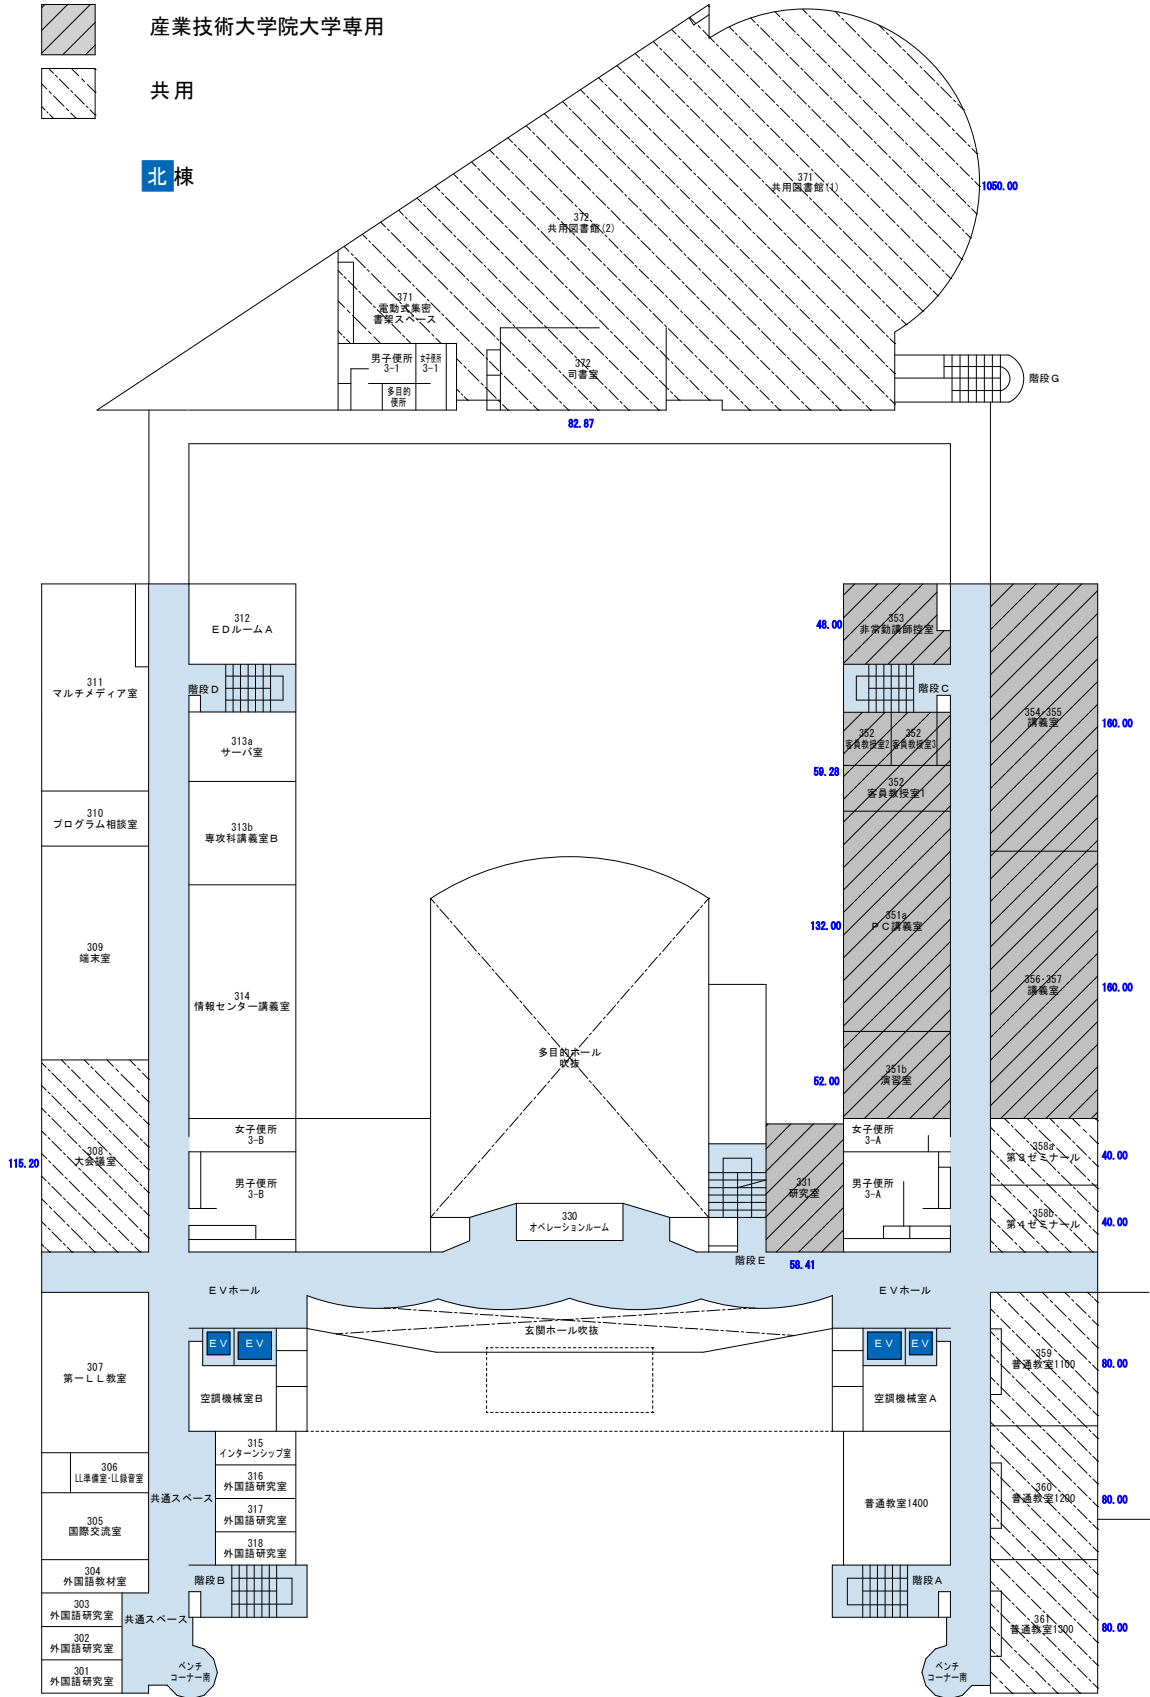 産業技術大学院大学専用
共用
北棟
371
共用図書館(1)
1050.00
372
共用図書館(2)
371
電動式集密
書架スペース
男子便所
3-1
女子便所
3-1
多目的
便所
372
司書室
階段G
82.87
312
EDルームA
48.00
353
非常勤講師控室
311
マルチメディア室
階段D
階段C
354・355
講義室
160.00
313a
サーバ室
352
客員教授室2
352
客員教授室3
59.28
352
客員教授室1
310
プログラム相談室
313b
専攻科講義室B
351a
PC講義室
132.00
309
端末室
314
情報センター講義室
356・357
講義室
160.00
多目的ホール
吹抜
351b
演習室
52.00
女子便所
3-B
女子便所
3-A
358a
第3ゼミナール
40.00
308
大会議室
115.20
男子便所
3-B
331
研究室
男子便所
3-A
358b
第4ゼミナール
40.00
330
オペレーションルーム
階段E
58.41
EVホール
EVホール
玄関ホール吹抜
EV
EV
EV
EV
307
第一LL教室
359
普通教室1100
80.00
空調機械室B
空調機械室A
315
インターンシップ室
306
LL準備室・LL録音室
316
外国語研究室
共通スペース
普通教室1400
360
普通教室1200
80.00
305
国際交流室
317
外国語研究室
318
外国語研究室
304
外国語教材室
階段B
階段A
303
外国語研究室
共通スペース
361
普通教室1300
80.00
302
外国語研究室
301
外国語研究室
ベンチ
コーナー南
ベンチ
コーナー南